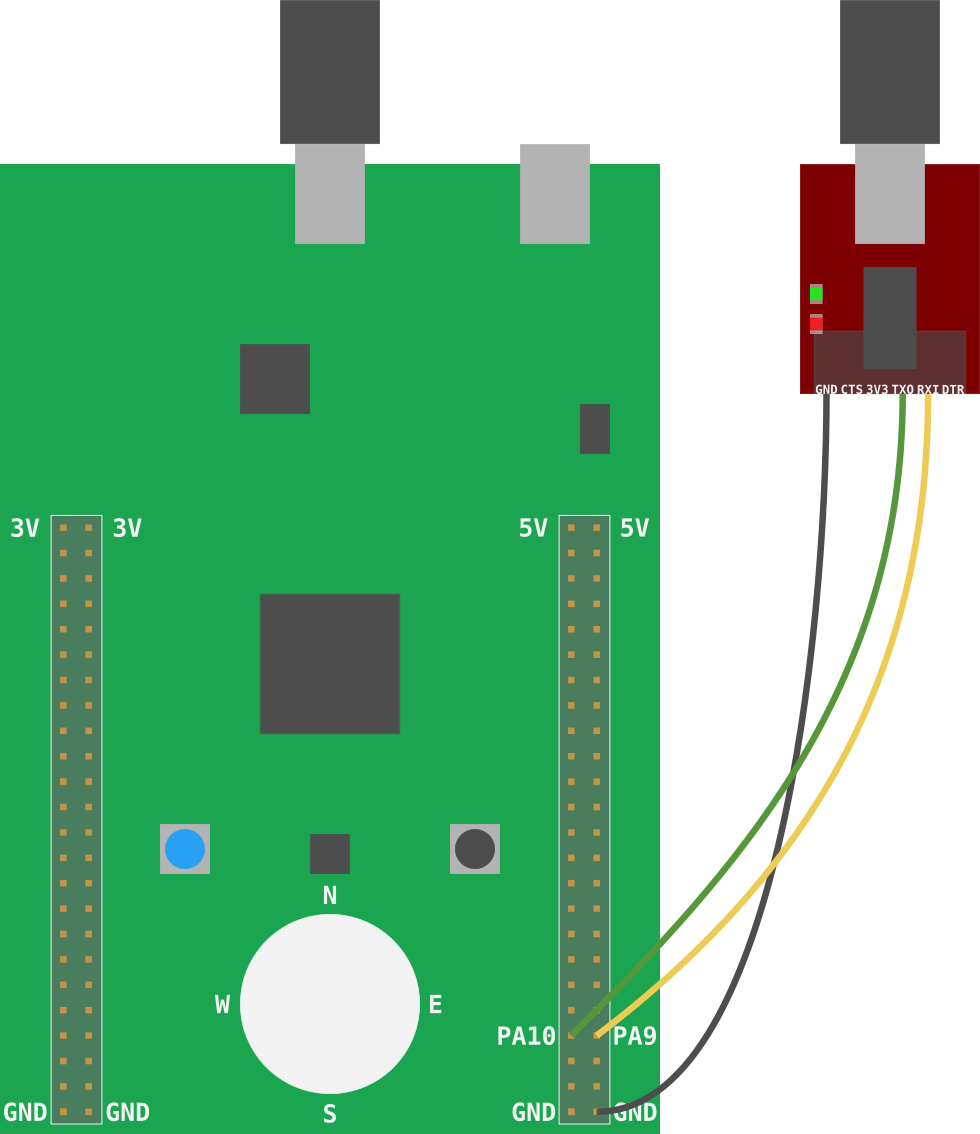 GND CTS 3V3 TXO RXI DTR
3V 3V 5V 5V
N
W E
PA10 PA9
GND GND S GND GND